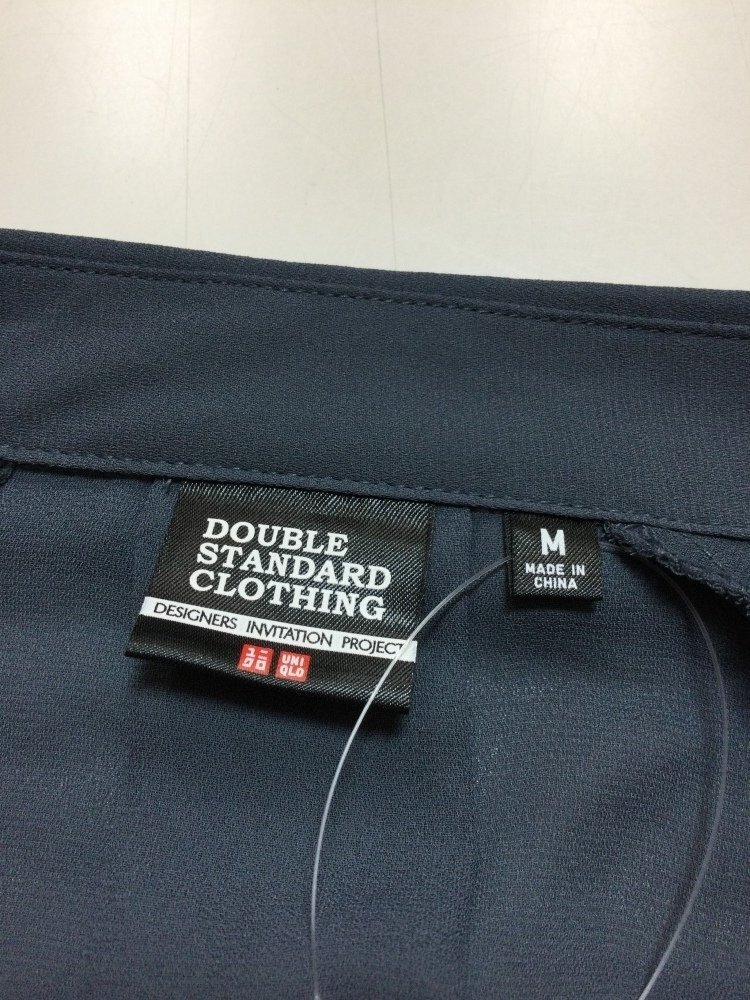 DOUBLE
STANDARD
CLOTHING
DESIGNERS INVITATION PROJECT
ユニ
クロ
UNI
QLO
M
MADE IN
CHINA